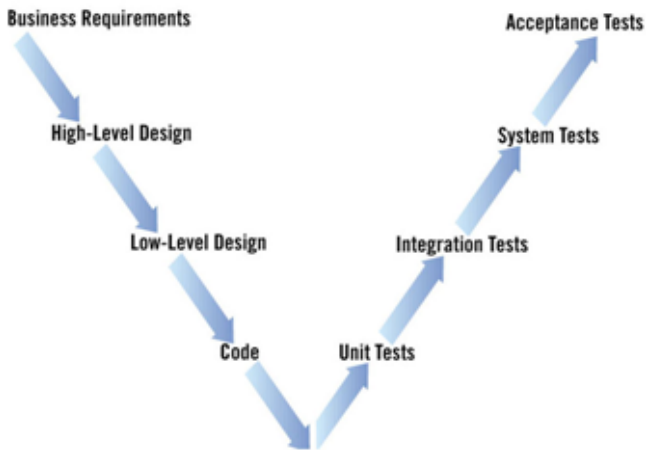 Business Requirements
Acceptance Tests
High-Level Design
System Tests
Low-Level Design
Integration Tests
Code
Unit Tests